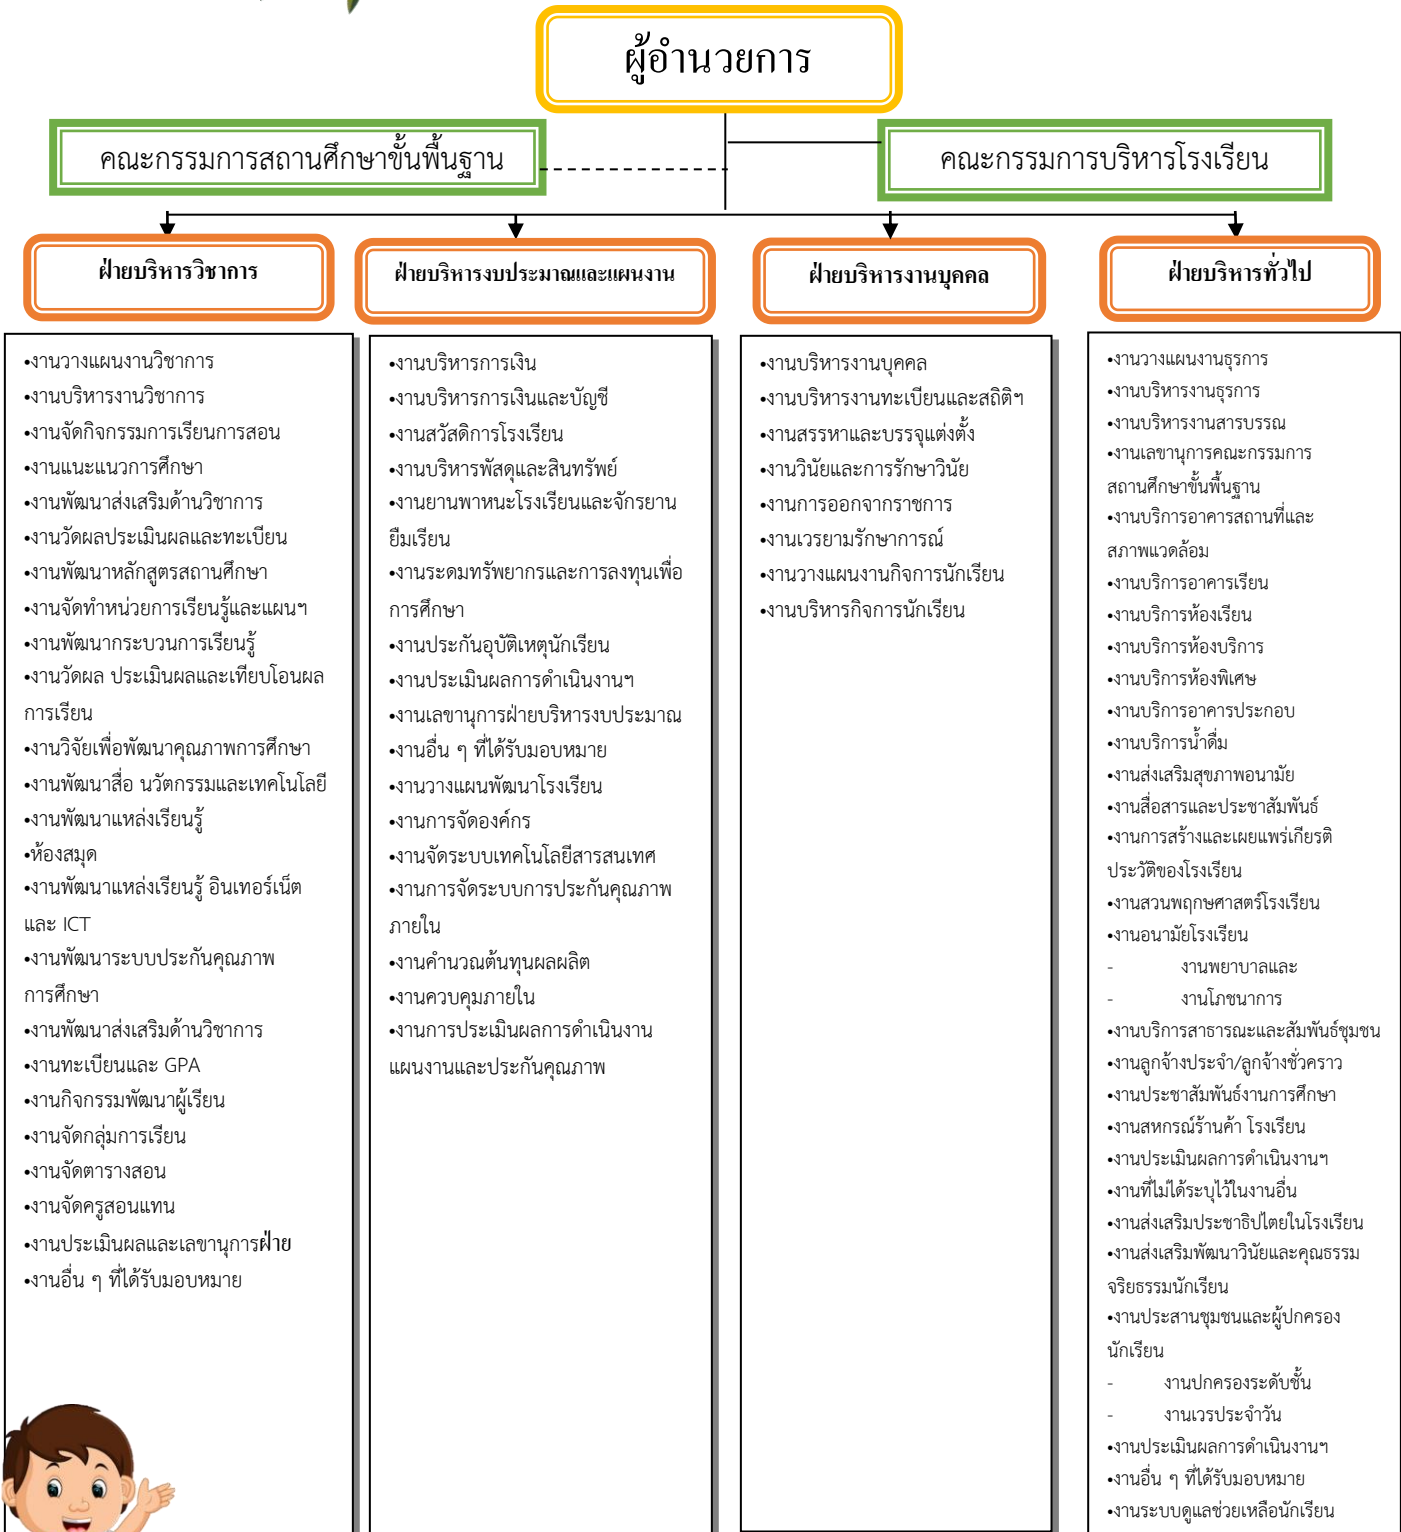 ผู้อำนวยการ
คณะกรรมการสถานศึกษาขั้นพื้นฐาน
คณะกรรมการบริหารโรงเรียน
ฝ่ายบริหารวิชาการ
ฝ่ายบริหารงบประมาณและแผนงาน
ฝ่ายบริหารงานบุคคล
ฝ่ายบริหารทั่วไป
•งานวางแผนงานวิชาการ
•งานบริหารงานวิชาการ
•งานจัดกิจกรรมการเรียนการสอน
•งานแนะแนวการศึกษา
•งานพัฒนาส่งเสริมด้านวิชาการ
•งานวัดผลประเมินผลและทะเบียน
•งานพัฒนาหลักสูตรสถานศึกษา
•งานจัดทำหน่วยการเรียนรู้และแผนฯ
•งานพัฒนากระบวนการเรียนรู้
•งานวัดผล ประเมินผลและเทียบโอนผล
การเรียน
•งานวิจัยเพื่อพัฒนาคุณภาพการศึกษา
•งานพัฒนาสื่อ นวัตกรรมและเทคโนโลยี
•งานพัฒนาแหล่งเรียนรู้
•ห้องสมุด
•งานพัฒนาแหล่งเรียนรู้ อินเทอร์เน็ต
และ ICT
•งานพัฒนาระบบประกันคุณภาพ
การศึกษา
•งานพัฒนาส่งเสริมด้านวิชาการ
•งานทะเบียนและ GPA
•งานกิจกรรมพัฒนาผู้เรียน
•งานจัดกลุ่มการเรียน
•งานจัดตารางสอน
•งานจัดครูสอนแทน
•งานประเมินผลและเลขานุการฝ่าย
•งานอื่น ๆ ที่ได้รับมอบหมาย
•งานบริหารการเงิน
•งานบริหารการเงินและบัญชี
•งานสวัสดิการโรงเรียน
•งานบริหารพัสดุและสินทรัพย์
•งานยานพาหนะโรงเรียนและจักรยาน
ยืมเรียน
•งานระดมทรัพยากรและการลงทุนเพื่อ
การศึกษา
•งานประกันอุบัติเหตุนักเรียน
•งานประเมินผลการดำเนินงานฯ
•งานเลขานุการฝ่ายบริหารงบประมาณ
•งานอื่น ๆ ที่ได้รับมอบหมาย
•งานวางแผนพัฒนาโรงเรียน
•งานการจัดองค์กร
•งานจัดระบบเทคโนโลยีสารสนเทศ
•งานการจัดระบบการประกันคุณภาพ
ภายใน
•งานคำนวณต้นทุนผลผลิต
•งานควบคุมภายใน
•งานการประเมินผลการดำเนินงาน
แผนงานและประกันคุณภาพ
•งานบริหารงานบุคคล
•งานบริหารงานทะเบียนและสถิติฯ
•งานสรรหาและบรรจุแต่งตั้ง
•งานวินัยและการรักษาวินัย
•งานการออกจากราชการ
•งานเวรยามรักษาการณ์
•งานวางแผนงานกิจการนักเรียน
•งานบริหารกิจการนักเรียน
•งานวางแผนงานธุรการ
•งานบริหารงานธุรการ
•งานบริหารงานสารบรรณ
•งานเลขานุการคณะกรรมการ
สถานศึกษาขั้นพื้นฐาน
•งานบริการอาคารสถานที่และ
สภาพแวดล้อม
•งานบริการอาคารเรียน
•งานบริการห้องเรียน
•งานบริการห้องบริการ
•งานบริการห้องพิเศษ
•งานบริการอาคารประกอบ
•งานบริการน้ำดื่ม
•งานส่งเสริมสุขภาพอนามัย
•งานสื่อสารและประชาสัมพันธ์
•งานการสร้างและเผยแพร่เกียรติ
ประวัติของโรงเรียน
•งานสวนพฤกษศาสตร์โรงเรียน
•งานอนามัยโรงเรียน
- งานพยาบาลและ
- งานโภชนาการ
•งานบริการสาธารณะและสัมพันธ์ชุมชน
•งานลูกจ้างประจำ/ลูกจ้างชั่วคราว
•งานประชาสัมพันธ์งานการศึกษา
•งานสหกรณ์ร้านค้า โรงเรียน
•งานประเมินผลการดำเนินงานฯ
•งานที่ไม่ได้ระบุไว้ในงานอื่น
•งานส่งเสริมประชาธิปไตยในโรงเรียน
•งานส่งเสริมพัฒนาวินัยและคุณธรรม
จริยธรรมนักเรียน
•งานประสานชุมชนและผู้ปกครอง
นักเรียน
- งานปกครองระดับชั้น
- งานเวรประจำวัน
•งานประเมินผลการดำเนินงานฯ
•งานอื่น ๆ ที่ได้รับมอบหมาย
•งานระบบดูแลช่วยเหลือนักเรียน